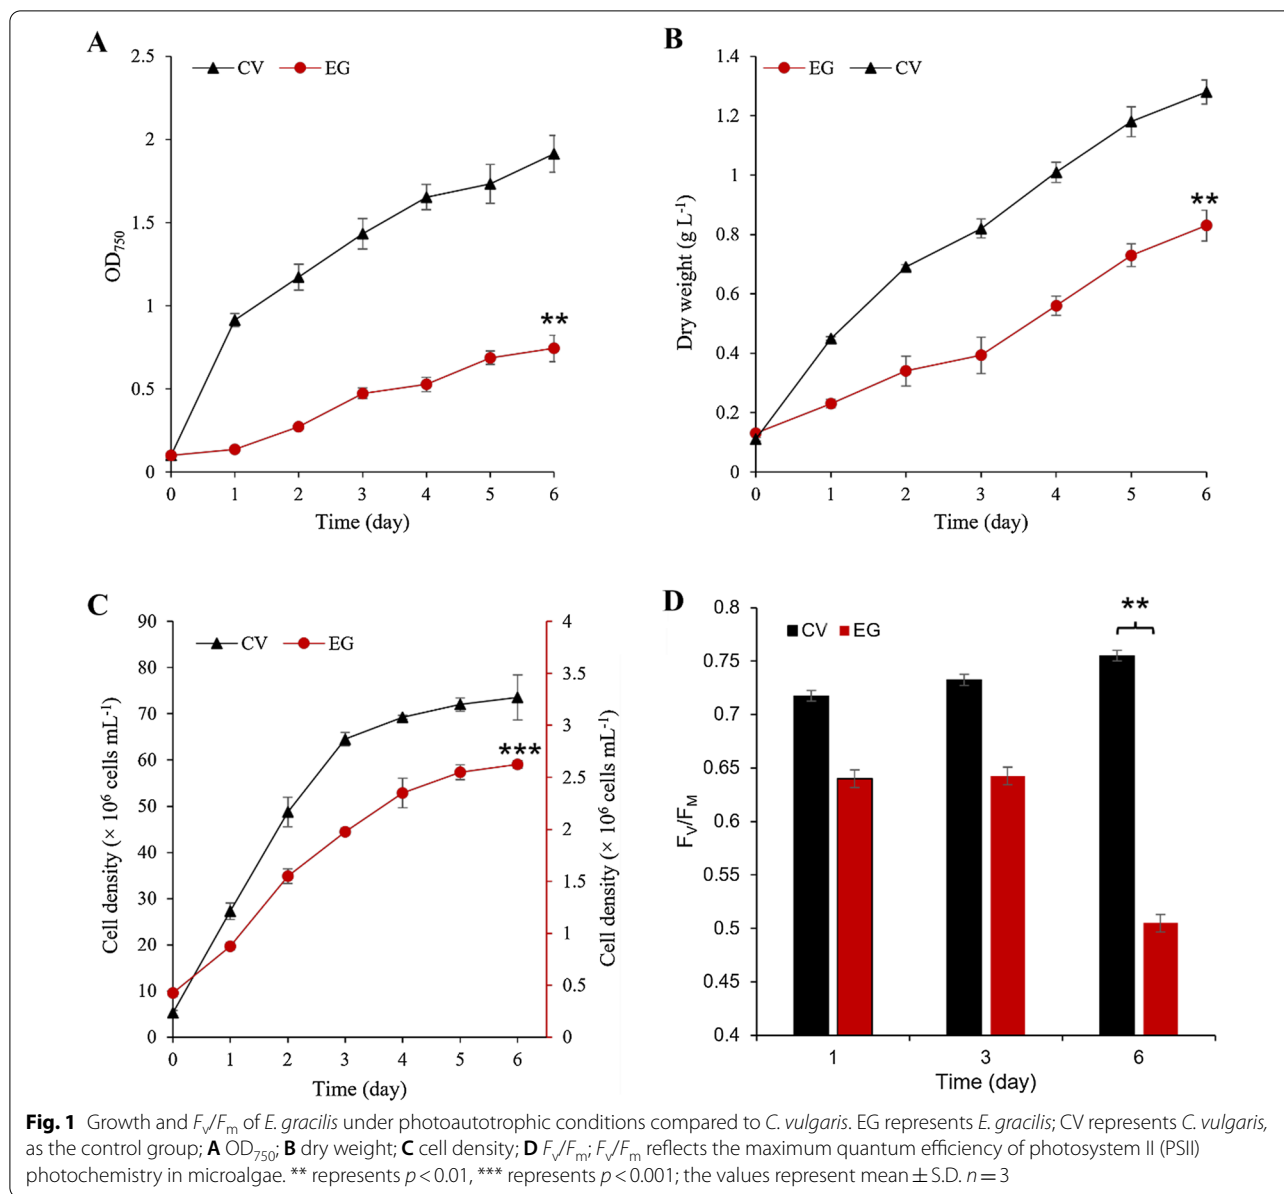 A
CV EG
2.5
2
1.5
1
0.5
0
OD750
**
0 1 2 3 4 5 6
Time (day)
B
EG CV
1.4
1.2
1
0.8
0.6
0.4
0.2
0
Dry weight (g L-1)
**
0 1 2 3 4 5 6
Time (day)
C
CV EG
90
80
70
60
50
40
30
20
10
0
Cell density (× 10⁶ cells mL-1)
***
4
3.5
3
2.5
2
1.5
1
0.5
0
Cell density (× 10⁶ cells mL-1)
0 1 2 3 4 5 6
Time (day)
D
CV EG
0.8
0.75
0.7
0.65
0.6
0.55
0.5
0.45
0.4
FV/FM
**
1 3 6
Time (day)
Fig. 1 Growth and Fv/Fm of E. gracilis under photoautotrophic conditions compared to C. vulgaris. EG represents E. gracilis; CV represents C. vulgaris,
as the control group; A OD750; B dry weight; C cell density; D Fv/Fm; Fv/Fm reflects the maximum quantum efficiency of photosystem II (PSII)
photochemistry in microalgae. ** represents p < 0.01, *** represents p < 0.001; the values represent mean ± S.D. n = 3